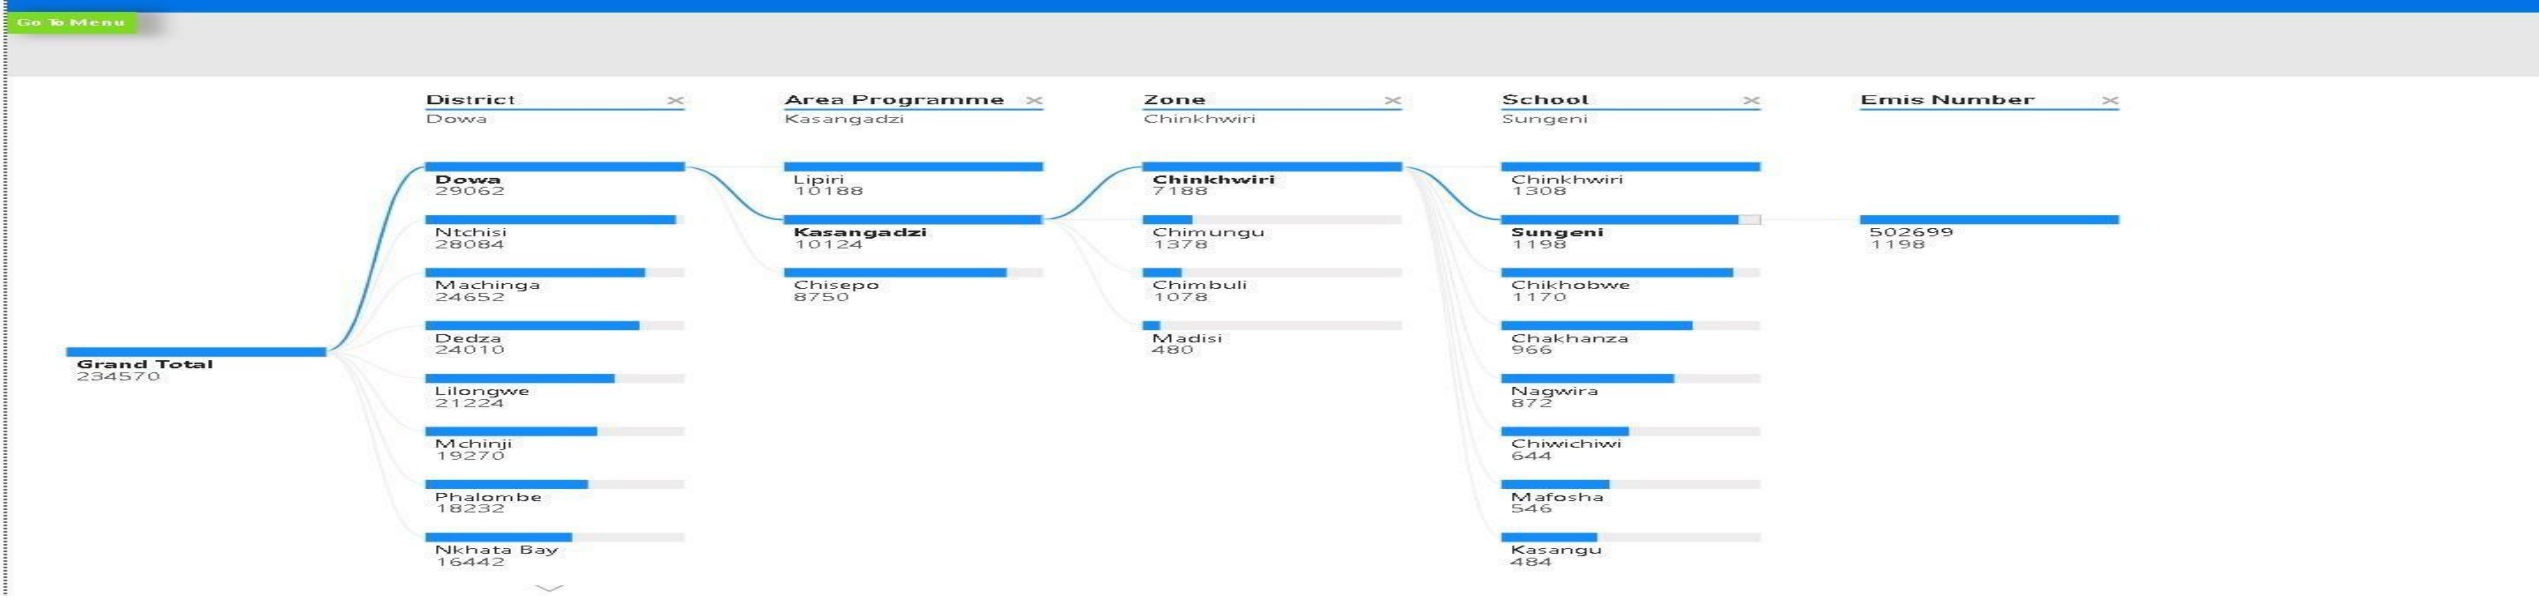 Go To Menu
District
Dowa
Area Programme
Kasangadzi
Zone
Chinkhwiri
School
Sungeni
Emis Number
Grand Total
234570
Dowa
29062
Ntchisi
28084
Machinga
24652
Dedza
24010
Lilongwe
21224
Mchinji
19270
Phalombe
18232
Nkhata Bay
16442
Lipiri
10188
Kasangadzi
10124
Chisepo
8750
Chinkhwiri
7188
Chimungu
1378
Chimbuli
1078
Madisi
480
Chinkhwiri
1308
Sungeni
1198
Chikhobwe
1170
Chakhanza
966
Nagwira
872
Chiwichiwi
644
Mafosha
546
Kasangu
484
502699
1198